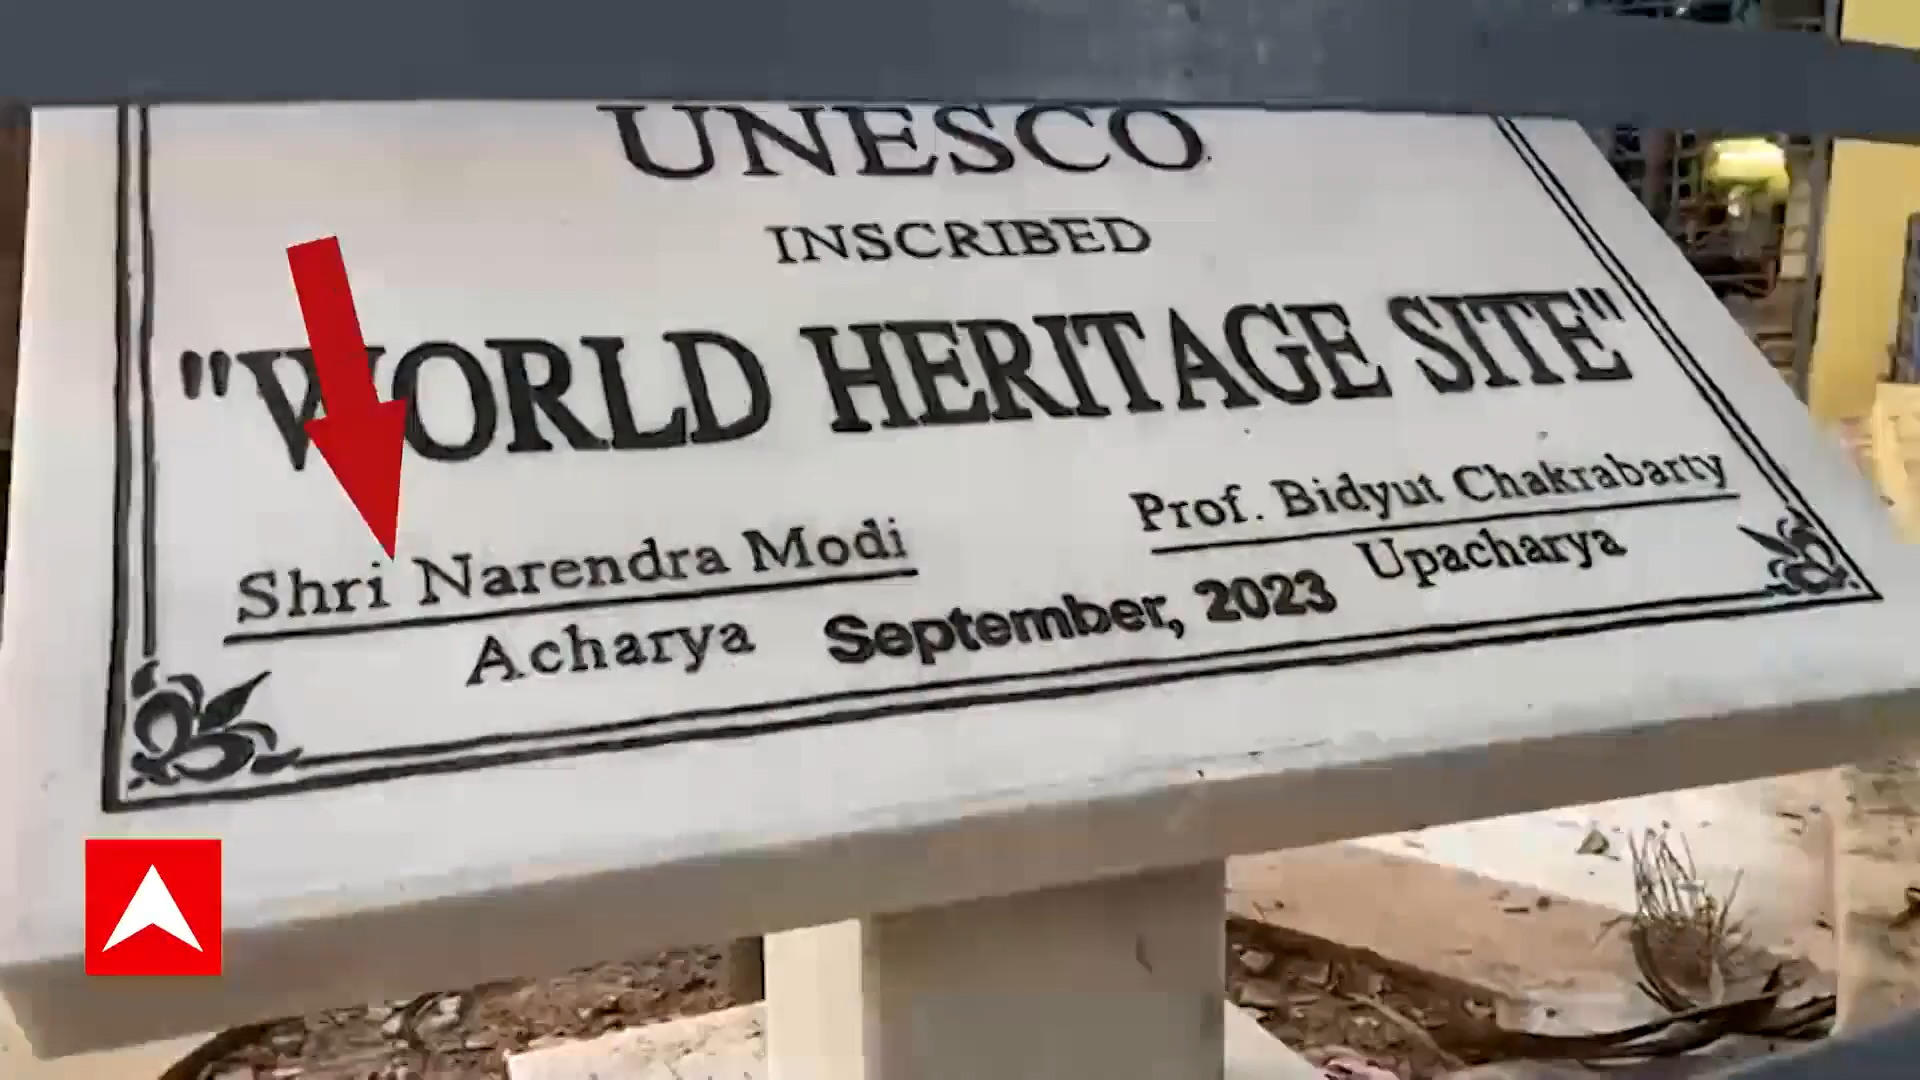 UNESCO
INSCRIBED
"WORLD HERITAGE SITE"
Shri Narendra Modi
Acharya
Prof. Bidyut Chakrabarty
Upacharya
September, 2023